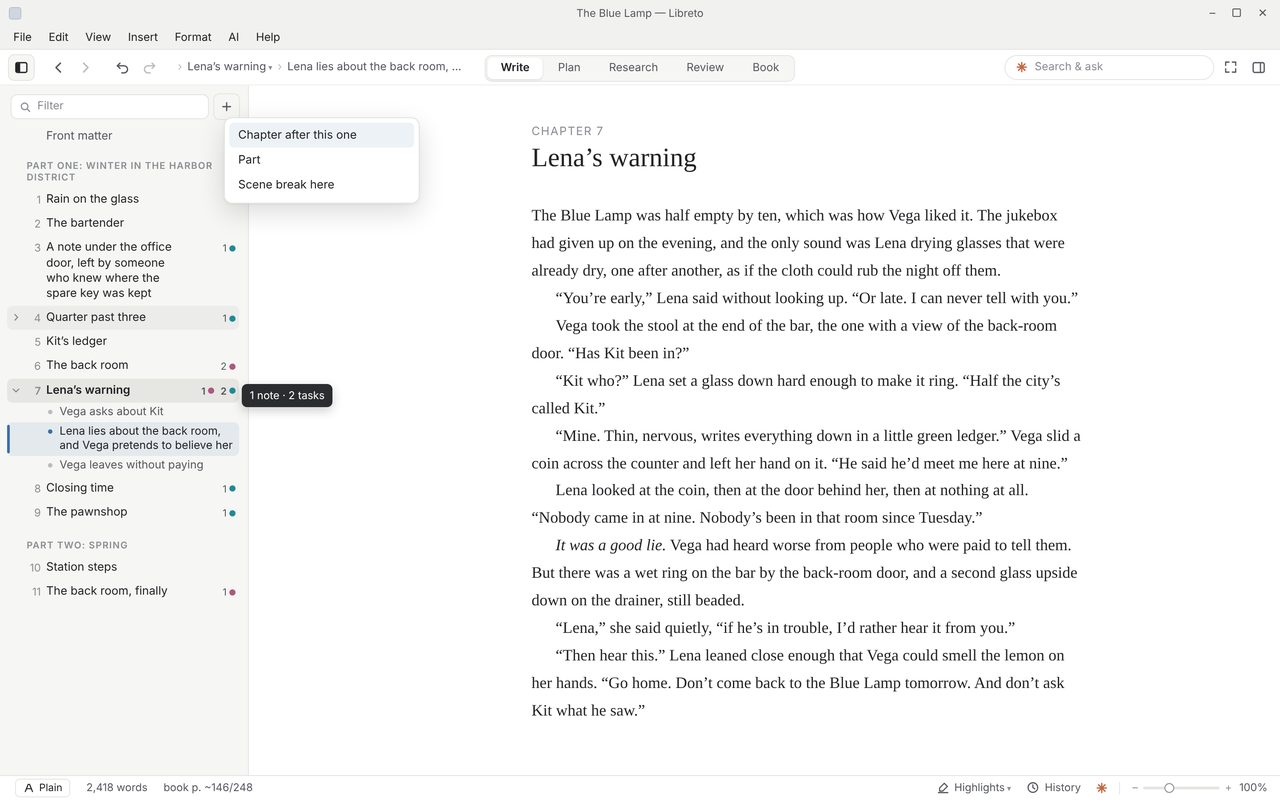 The Blue Lamp — Libreto
File Edit View Insert Format AI Help
Lena’s warning Lena lies about the back room, ...
Write Plan Research Review Book
Search & ask
Filter
Front matter
PART ONE: WINTER IN THE HARBOR
DISTRICT
1 Rain on the glass
2 The bartender
3 A note under the office 1
door, left by someone
who knew where the
spare key was kept
4 Quarter past three 1
5 Kit’s ledger
6 The back room 2
7 Lena’s warning 1 2
Vega asks about Kit
Lena lies about the back room,
and Vega pretends to believe her
Vega leaves without paying
8 Closing time 1
9 The pawnshop 1
PART TWO: SPRING
10 Station steps
11 The back room, finally 1
Chapter after this one
Part
Scene break here
1 note · 2 tasks
CHAPTER 7
Lena’s warning
The Blue Lamp was half empty by ten, which was how Vega liked it. The jukebox
had given up on the evening, and the only sound was Lena drying glasses that were
already dry, one after another, as if the cloth could rub the night off them.
“You’re early,” Lena said without looking up. “Or late. I can never tell with you.”
Vega took the stool at the end of the bar, the one with a view of the back-room
door. “Has Kit been in?”
“Kit who?” Lena set a glass down hard enough to make it ring. “Half the city’s
called Kit.”
“Mine. Thin, nervous, writes everything down in a little green ledger.” Vega slid a
coin across the counter and left her hand on it. “He said he’d meet me here at nine.”
Lena looked at the coin, then at the door behind her, then at nothing at all.
“Nobody came in at nine. Nobody’s been in that room since Tuesday.”
It was a good lie. Vega had heard worse from people who were paid to tell them.
But there was a wet ring on the bar by the back-room door, and a second glass upside
down on the drainer, still beaded.
“Lena,” she said quietly, “if he’s in trouble, I’d rather hear it from you.”
“Then hear this.” Lena leaned close enough that Vega could smell the lemon on
her hands. “Go home. Don’t come back to the Blue Lamp tomorrow. And don’t ask
Kit what he saw.”
A Plain 2,418 words book p. ~146/248 Highlights History − + 100%